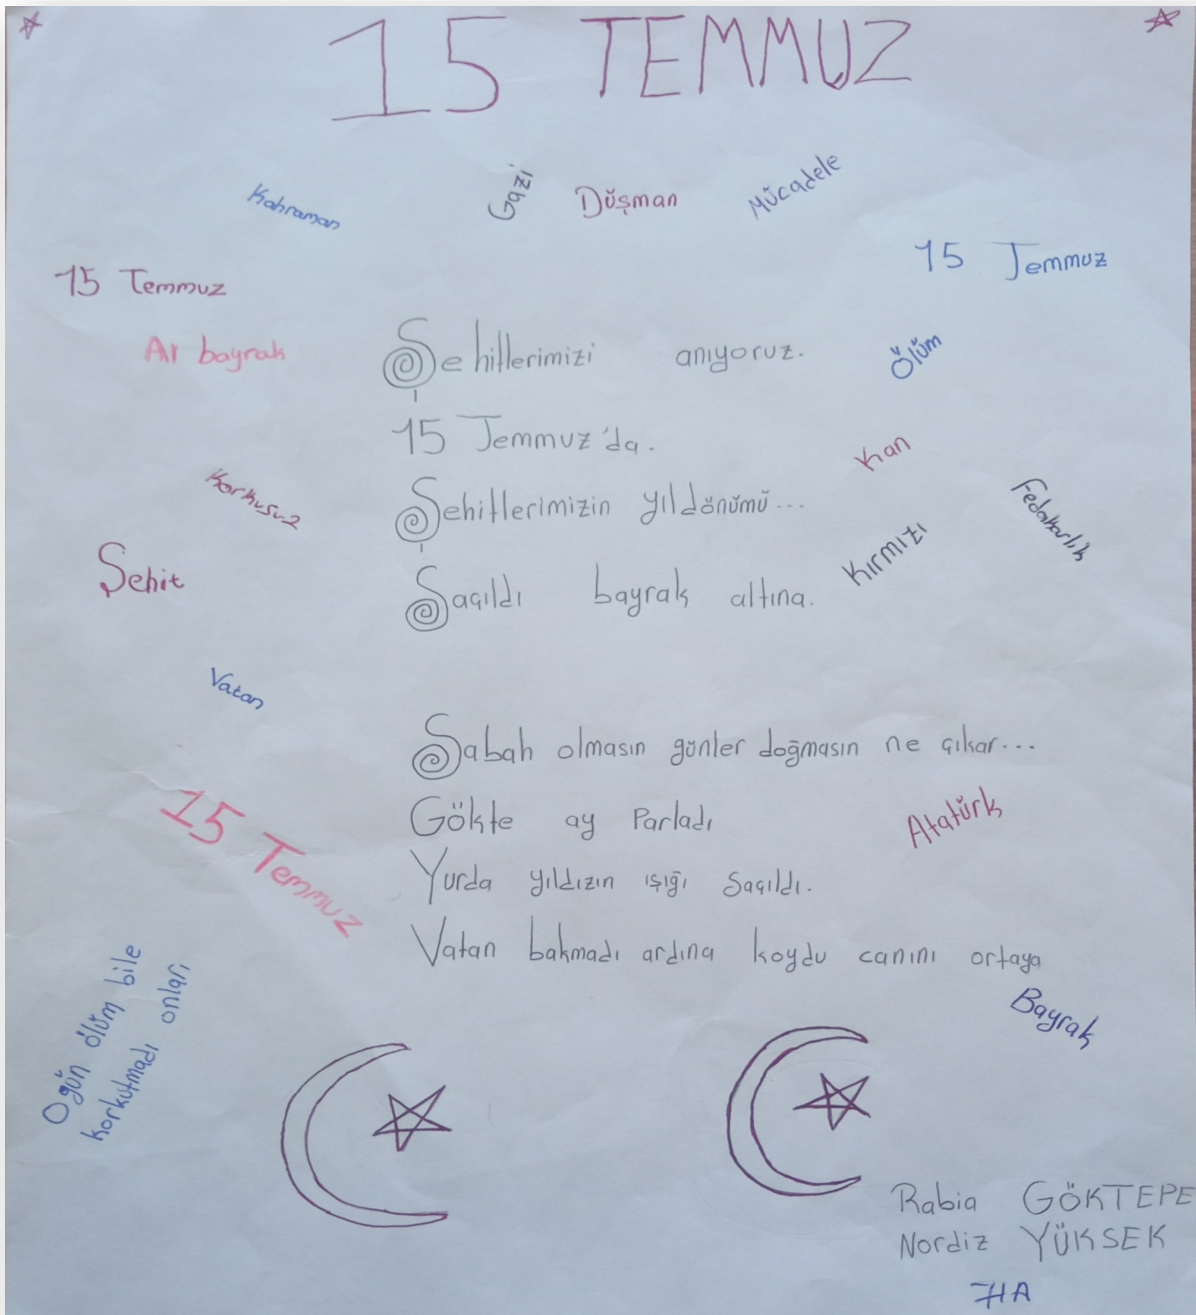 15 TEMMUZ
Kahraman
Gazi
Düşman
Mücadele
15 Temmuz
15 Temmuz
Al bayrak
Şehitlerimizi anıyoruz.
Ölüm
15 Temmuz'da.
Kan
Korkusuz
Şehitlerimizin yıldönümü...
Fedakarlık
Şehit
Kırmızı
Saçıldı bayrak altına.
Vatan
Sabah olmasın günler doğmasın ne çıkar...
15 Temmuz
Gökte ay Parladı
Atatürk
Yurda yıldızın ışığı Saçıldı.
Vatan bakmadı ardına koydu canını ortaya
O gün ölüm bile
korkutmadı onları
Bayrak
Rabia GÖKTEPE
Nordiz YÜKSEK
7HA